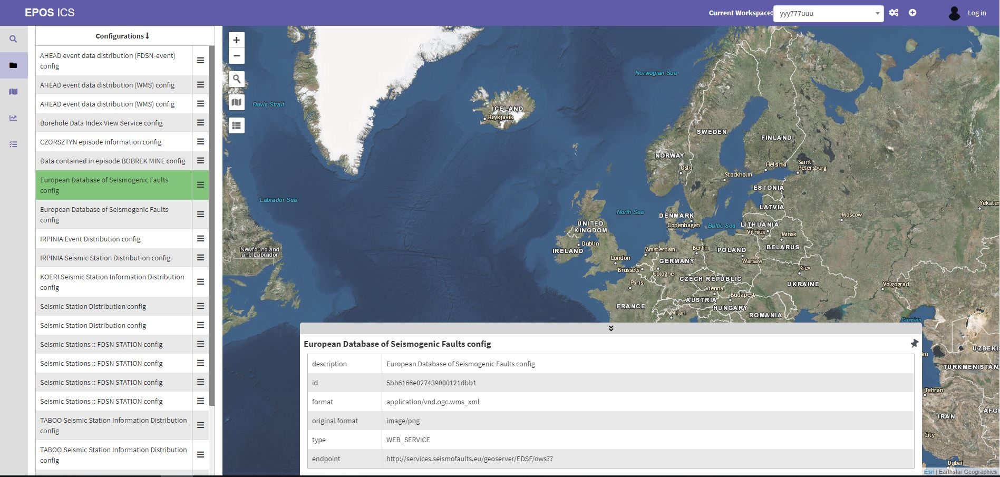 EPOS ICS
Current Workspace:
yyy777uuu
Log in
Configurations
AHEAD event data distribution (FDSN-event)
config
AHEAD event data distribution (WMS) config
AHEAD event data distribution (WMS) config
Borehole Data Index View Service config
CZORSZTYN episode information config
Data contained in episode BOBREK MINE config
European Database of Seismogenic Faults
config
European Database of Seismogenic Faults
config
IRPINIA Event Distribution config
IRPINIA Seismic Station Distribution config
KOERI Seismic Station Information Distribution
config
Seismic Station Distribution config
Seismic Station Distribution config
Seismic Stations :: FDSN STATION config
Seismic Stations :: FDSN STATION config
Seismic Stations :: FDSN STATION config
Seismic Stations :: FDSN STATION config
TABOO Seismic Station Information Distribution
config
TABOO Seismic Station Information Distribution
config
+
−
Norwegian Sea
Davis Strait
ICELAND
Reykjavik
SWEDEN
FINLAND
NORWAY
Oslo
Helsinki
Saint
Petersburg
Stockholm
ESTONIA
Labrador Sea
LATVIA
Yekater
North Sea
DENMARK
Moscow
Copenhagen
Baltic Sea
LITHUANIA
UNITED
KINGDOM
Vilnius
Minsk
Dublin
IRELAND
Newfoundland
and Labrador
Amsterdam
Berlin
POLAND
BELARUS
London
GERMANY
Warsaw
Brussels
Cologne
Kiev
CZECH REPUBLIC
Paris
UKRAINE
Vienna
Volgograd
Budapest
AUSTRIA
FRANCE
HUNGARY
Milan
ROMANIA
Caspian
UZBEKI
ku
TURKMENISTAN
Tehran
AFG
IRAN
City
Dubai
European Database of Seismogenic Faults config
description European Database of Seismogenic Faults config
id 5bb6166e027439000121dbb1
format application/vnd.ogc.wms_xml
original format image/png
type WEB_SERVICE
endpoint http://services.seismofaults.eu/geoserver/EDSF/ows??
Esri | Earthstar Geographics